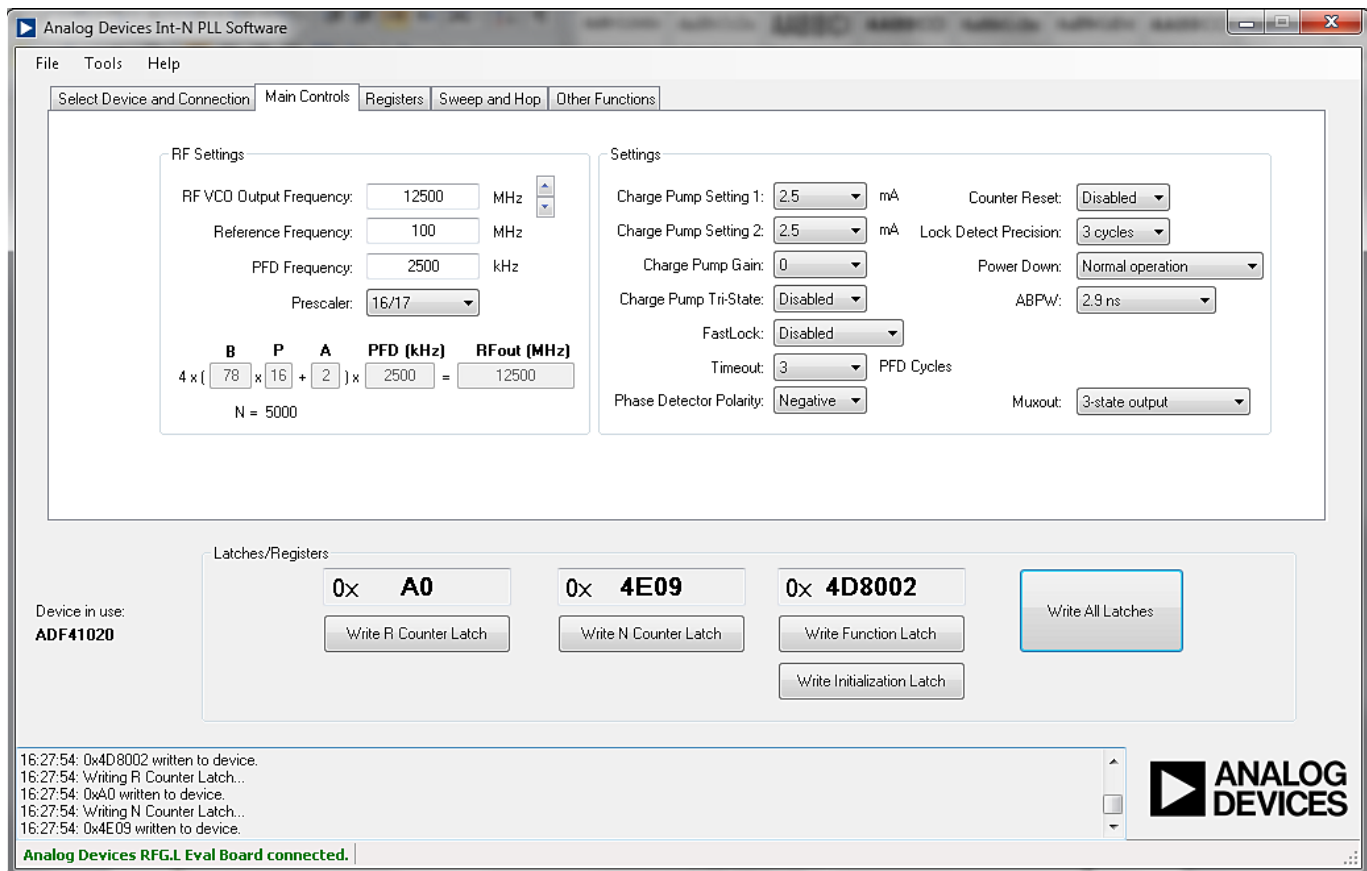 Analog Devices Int-N PLL Software
File Tools Help
Select Device and Connection Main Controls Registers Sweep and Hop Other Functions
RF Settings
RF VCO Output Frequency: 12500 MHz
Reference Frequency: 100 MHz
PFD Frequency: 2500 kHz
Prescaler: 16/17
B P A PFD (kHz) RFout (MHz)
4 x ( 78 x 16 + 2 ) x 2500 = 12500
N = 5000
Settings
Charge Pump Setting 1: 2.5 mA
Charge Pump Setting 2: 2.5 mA
Charge Pump Gain: 0
Charge Pump Tri-State: Disabled
FastLock: Disabled
Timeout: 3 PFD Cycles
Phase Detector Polarity: Negative
Counter Reset: Disabled
Lock Detect Precision: 3 cycles
Power Down: Normal operation
ABPW: 2.9 ns
Muxout: 3-state output
Latches/Registers
0x A0 0x 4E09 0x 4D8002
Write R Counter Latch Write N Counter Latch Write Function Latch
Write Initialization Latch
Write All Latches
Device in use:
ADF41020
16:27:54: 0x4D8002 written to device.
16:27:54: Writing R Counter Latch...
16:27:54: 0xA0 written to device.
16:27:54: Writing N Counter Latch...
16:27:54: 0x4E09 written to device.
ANALOG
DEVICES
Analog Devices RFG.L Eval Board connected.